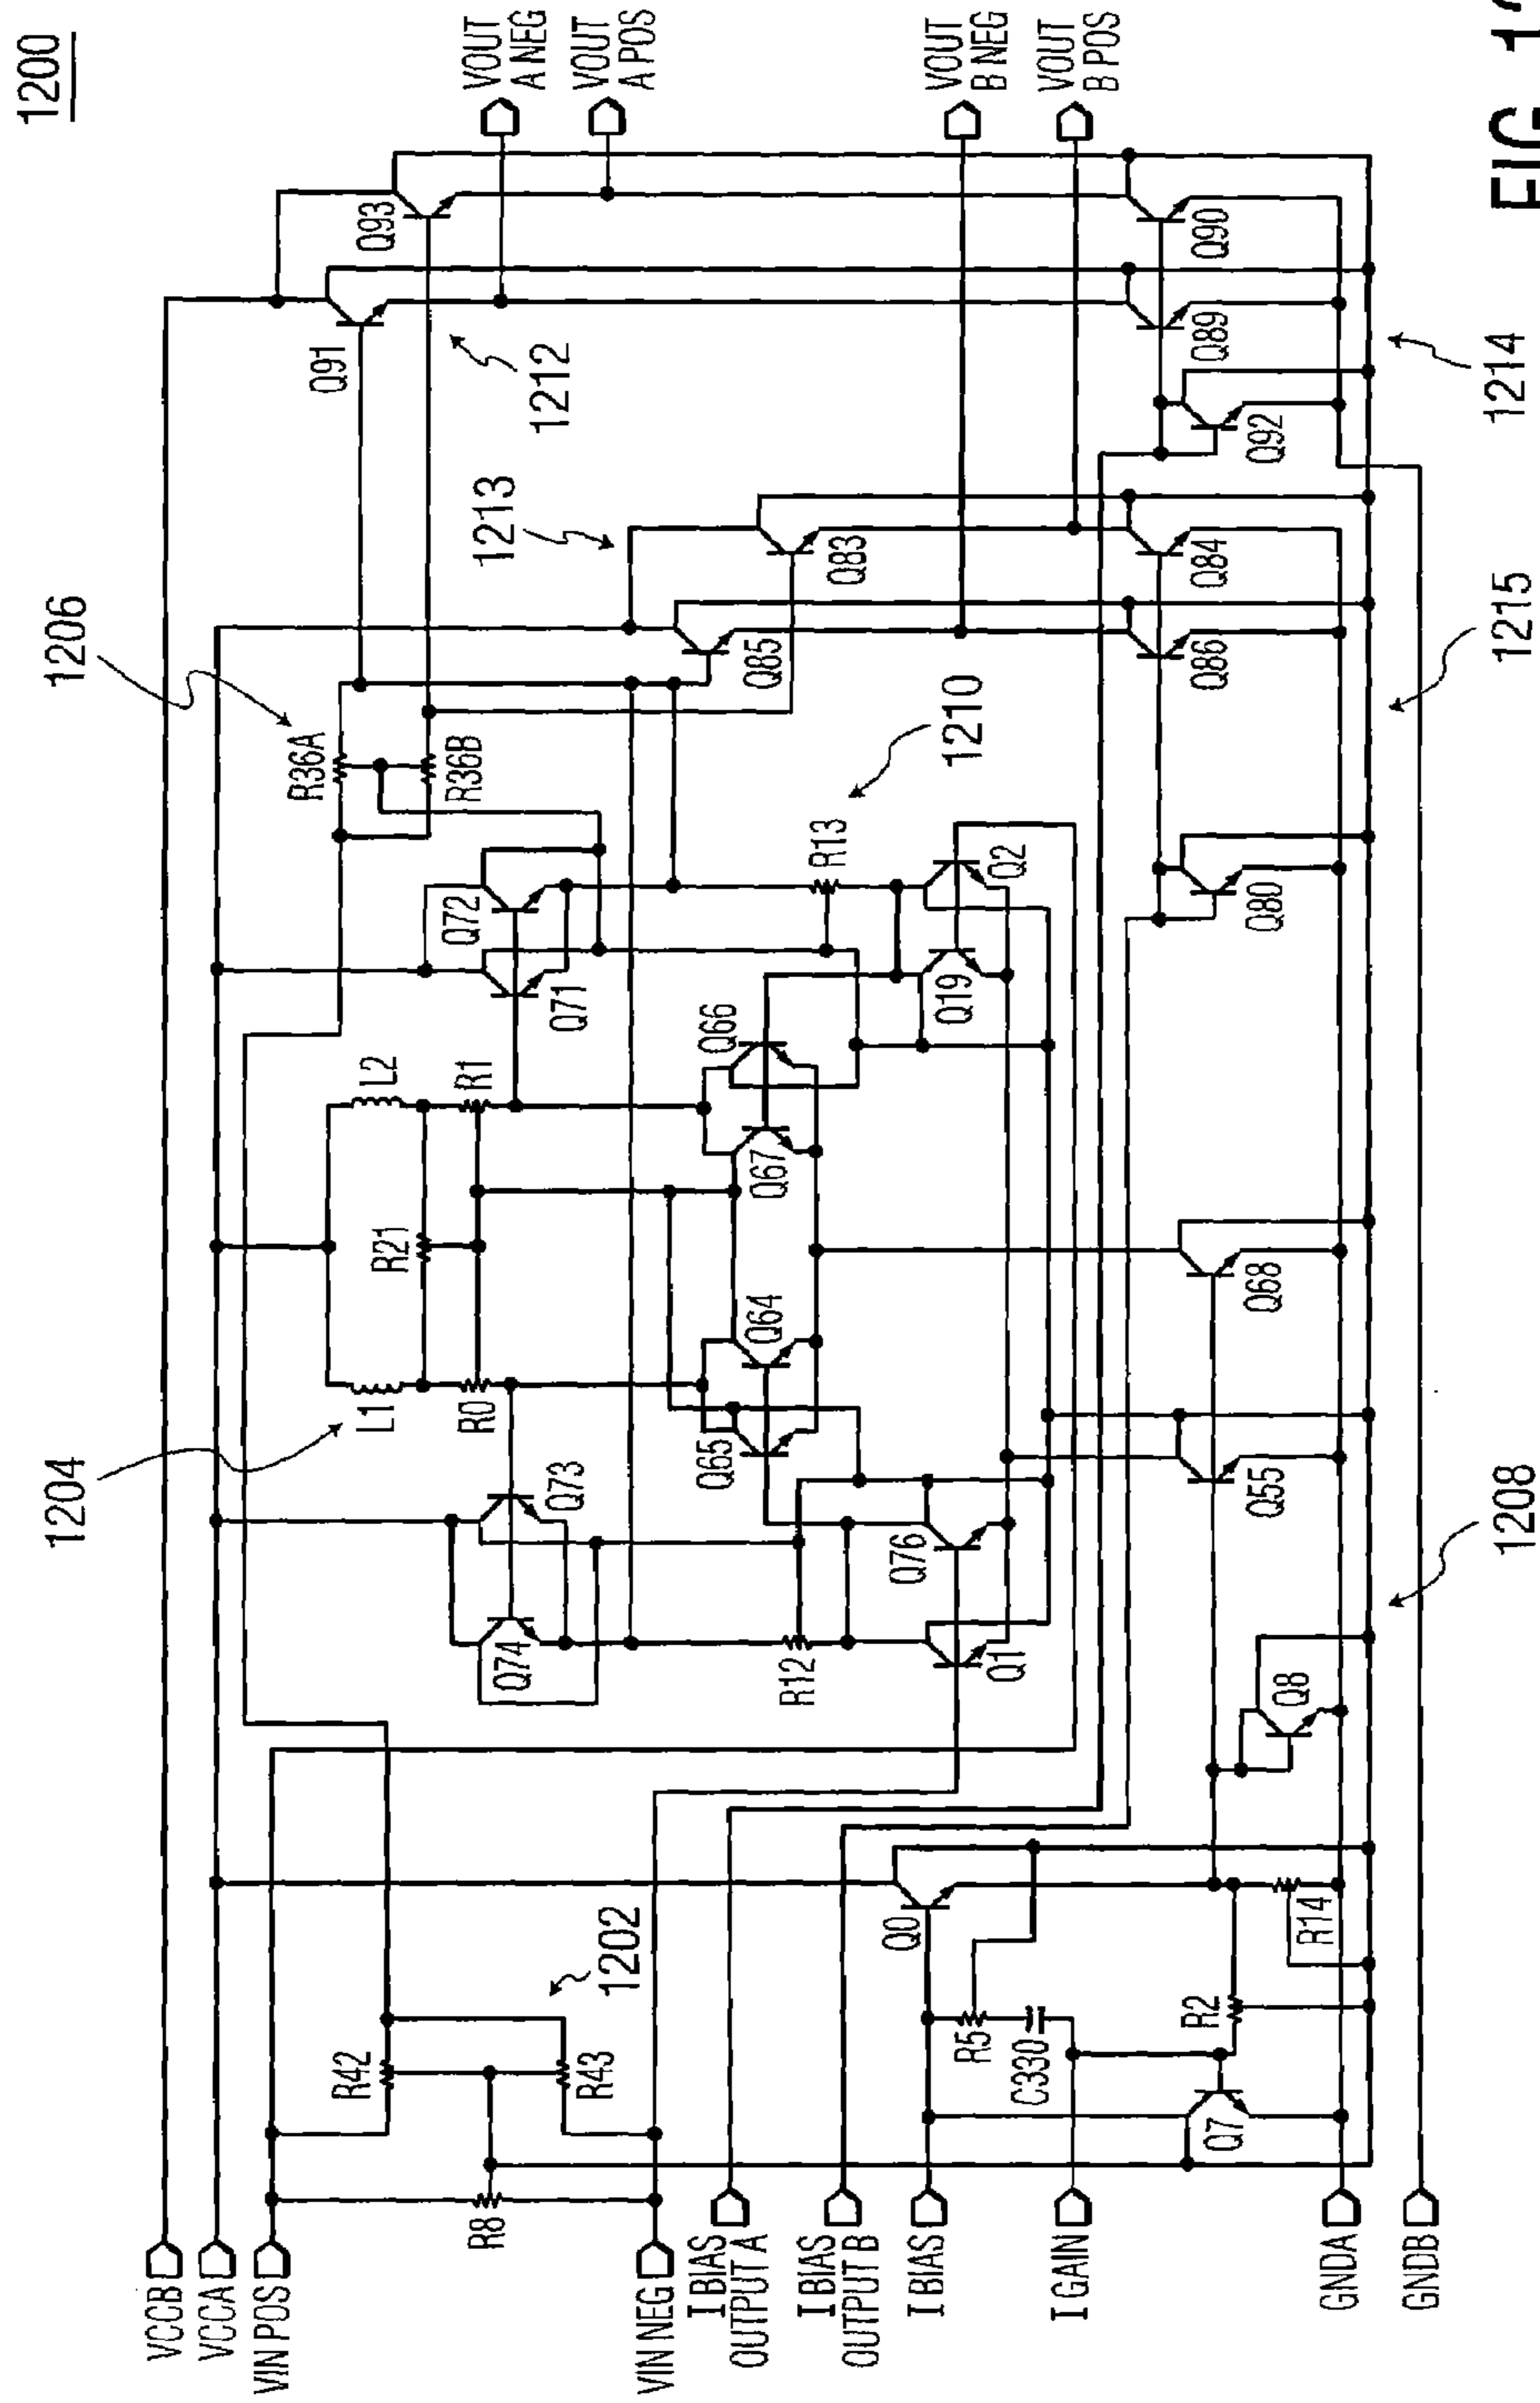 1200
VCCB
VCCA
VIN POS
VIN NEG
I BIAS
OUTPUT A
I BIAS
OUTPUT B
I BIAS
I GAIN
GNDA
GNDB
R8
R42
R43
1202
Q0
R5
C330
R2
Q7
R14
Q8
1208
1204
L1
R0
R21
L2
R1
Q74
Q73
Q65
Q64
Q67
Q66
Q71
Q72
R12
R13
Q1
Q76
Q19
Q2
1210
Q55
Q68
Q80
1206
R36A
R36B
1213
Q85
Q83
Q86
Q84
1215
Q91
Q93
1212
Q92
Q89
Q90
1214
VOUT
A NEG
VOUT
A POS
VOUT
B NEG
VOUT
B POS
FIG